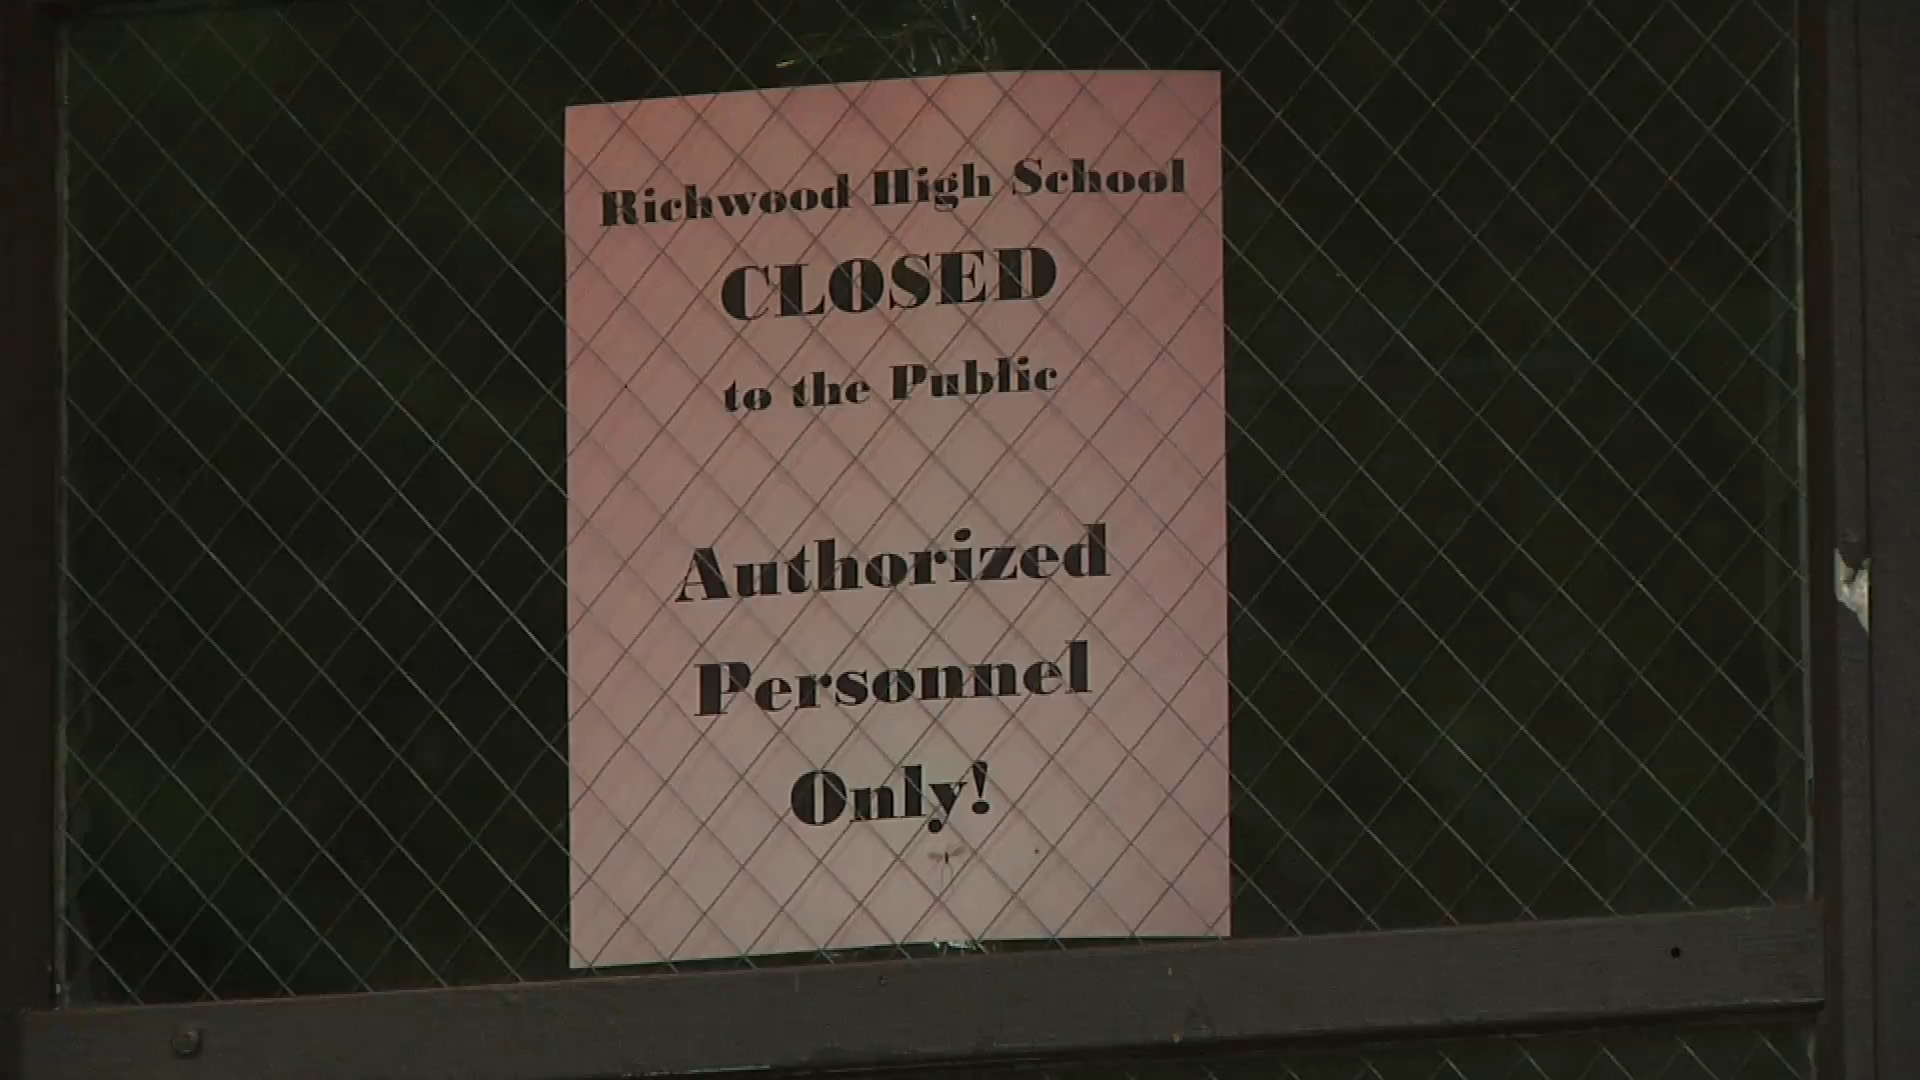 Richwood High School
CLOSED
to the Public
Authorized
Personnel
Only!